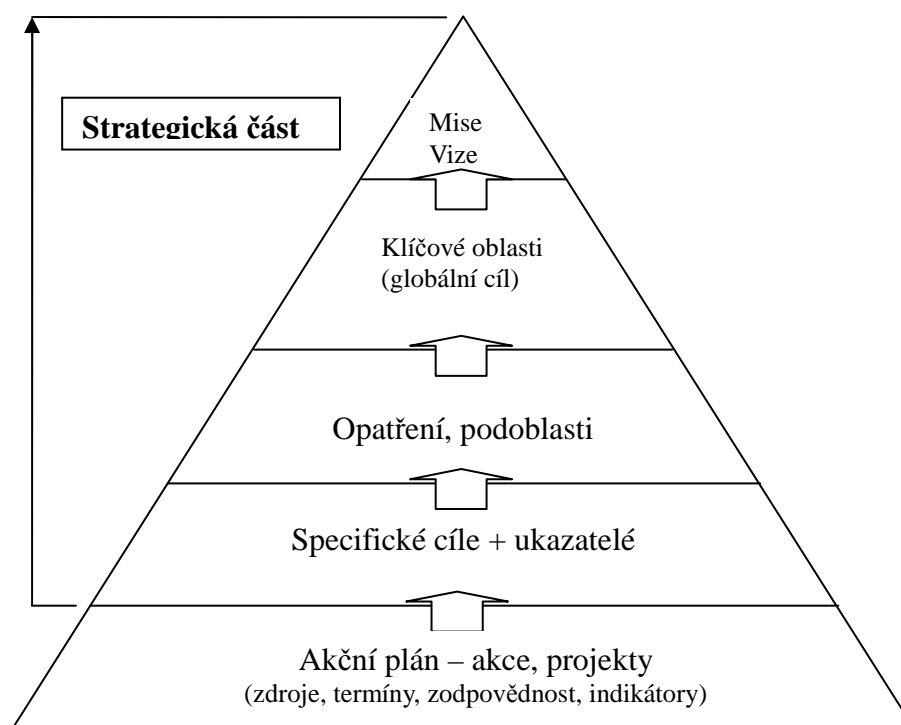 Strategická část
Mise
Vize
Klíčové oblasti
(globální cíl)
Opatření, podoblasti
Specifické cíle + ukazatelé
Akční plán – akce, projekty
(zdroje, termíny, zodpovědnost, indikátory)